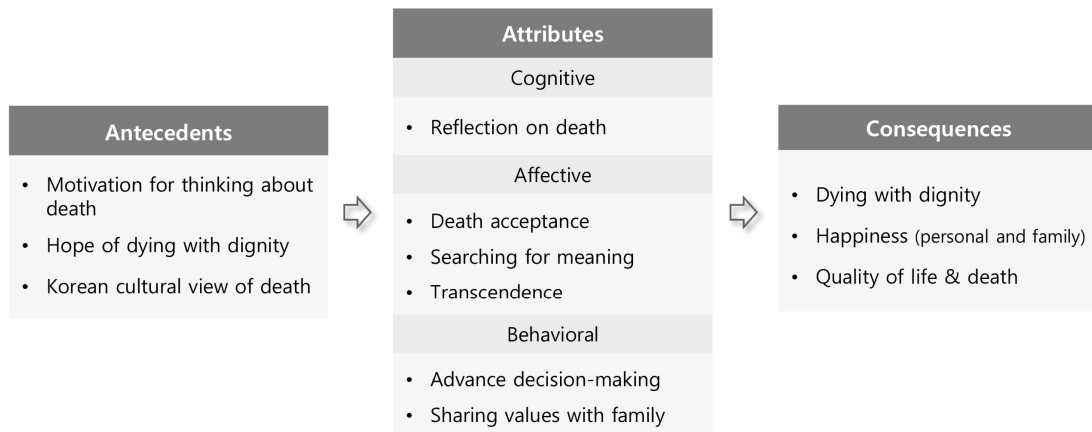 Antecedents
• Motivation for thinking about
death
• Hope of dying with dignity
• Korean cultural view of death
Attributes
Cognitive
• Reflection on death
Affective
• Death acceptance
• Searching for meaning
• Transcendence
Behavioral
• Advance decision-making
• Sharing values with family
Consequences
• Dying with dignity
• Happiness (personal and family)
• Quality of life & death